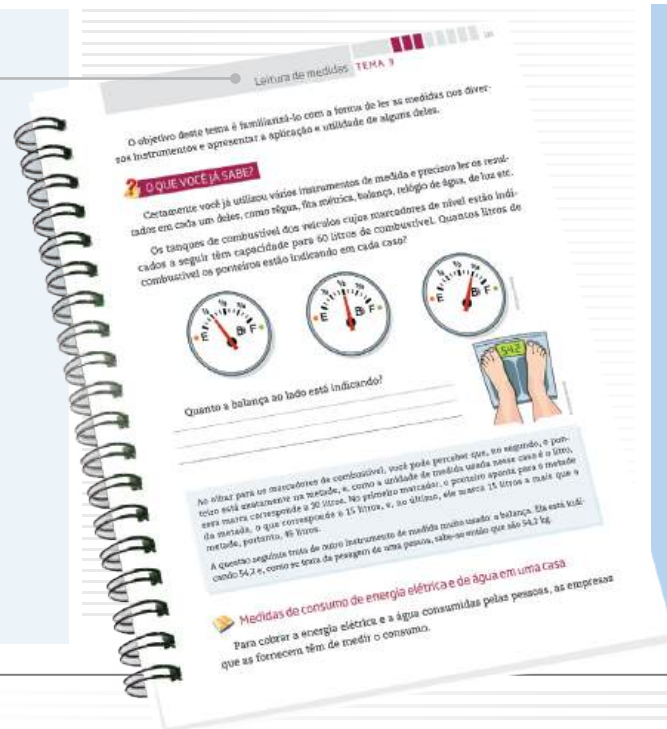 Leitura de medidas TEMA 3
O objetivo deste tema é familiarizá-lo com a forma de ler as medidas nos diver-
sos instrumentos e apresentar a aplicação e utilidade de alguns deles.
? O QUE VOCÊ JÁ SABE?
Certamente você já utilizou vários instrumentos de medida e precisou ler os resul-
tados em cada um deles, como régua, fita métrica, balança, relógio de água, de luz etc.
Os tanques de combustível dos veículos cujos marcadores de nível estão indi-
cados a seguir têm capacidade para 60 litros de combustível. Quantos litros de
combustível os ponteiros estão indicando em cada caso?
E F
E F
E F
54.2
Quanto a balança ao lado está indicando?
Ao olhar para os marcadores de combustível, você pode perceber que, no segundo, o pon-
teiro está exatamente na metade, e, como a unidade de medida usada nesse caso é o litro,
essa marca corresponde a 30 litros. No primeiro marcador, o ponteiro aponta para a metade
da metade, o que corresponde a 15 litros, e, no último, ele marca 15 litros a mais que a
metade, portanto, 45 litros.
A questão seguinte trata de outro instrumento de medida muito usado: a balança. Ela está indi-
cando 54,2 e, como se trata da pesagem de uma pessoa, sabe-se então que são 54,2 kg.
Medidas de consumo de energia elétrica e de água em uma casa
Para cobrar a energia elétrica e a água consumidas pelas pessoas, as empresas
que as fornecem têm de medir o consumo.